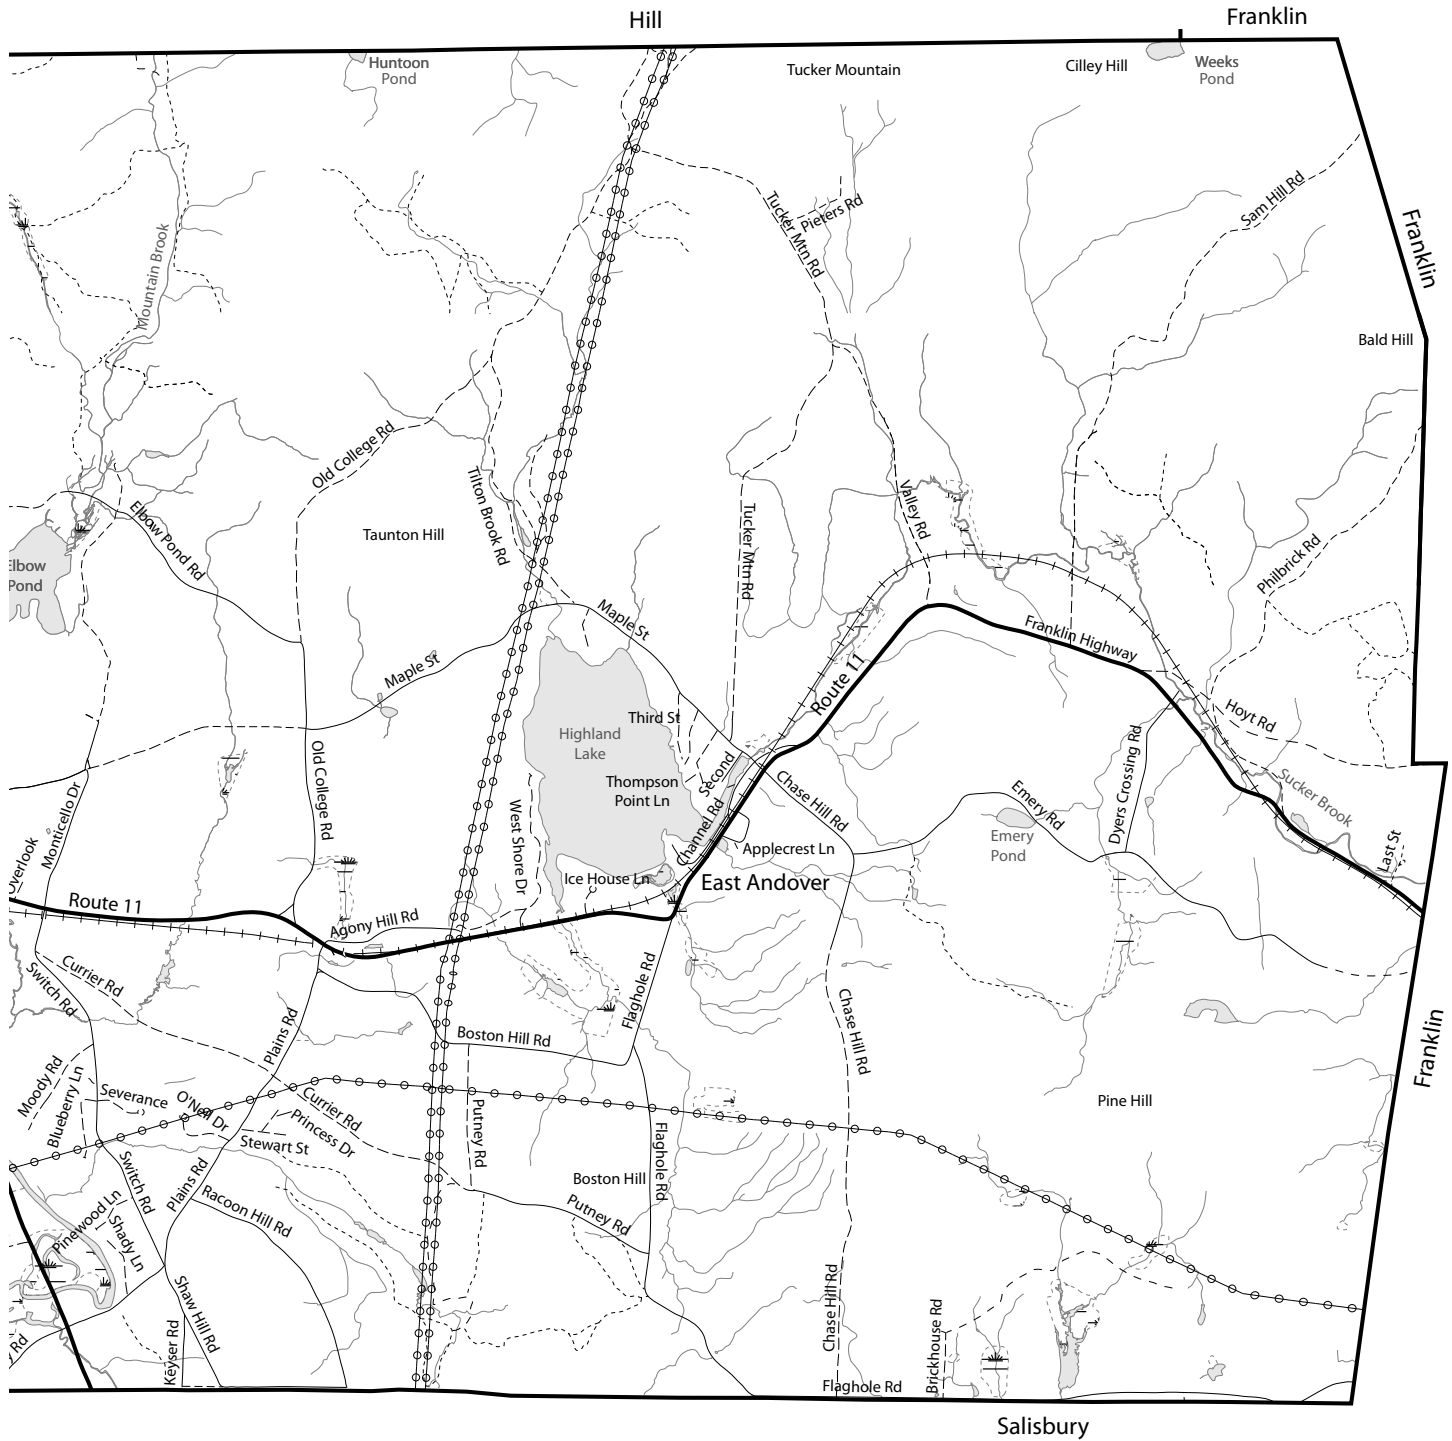 Hill
Franklin
Huntoon
Pond
Tucker Mountain
Cilley Hill
Weeks
Pond
Tucker Mtn Rd
Pieters Rd
Sam Hill Rd
Franklin
Mountain Brook
Bald Hill
Old College Rd
Tilton Brook Rd
Elbow Pond Rd
Taunton Hill
Tucker Mtn Rd
Valley Rd
Elbow
Pond
Philbrick Rd
Maple St
Franklin Highway
Maple St
Route 11
Third St
Highland
Lake
Hoyt Rd
Old College Rd
Second
Dyers Crossing Rd
Thompson
Point Ln
Chase Hill Rd
Emery Rd
Sucker Brook
Monticello Dr
West Shore Dr
Channel Rd
Emery
Pond
Applecrest Ln
Last St
Overlook
Ice House Ln
East Andover
Route 11
Agony Hill Rd
Currier Rd
Switch Rd
Flaghole Rd
Chase Hill Rd
Plains Rd
Boston Hill Rd
Franklin
Moody Rd
Blueberry Ln
Severance
O'Neil Dr
Currier Rd
Princess Dr
Stewart St
Putney Rd
Flaghole Rd
Pine Hill
Switch Rd
Plains Rd
Boston Hill
Racoon Hill Rd
Putney Rd
Pinewood Ln
Shady Ln
Shaw Hill Rd
Keyser Rd
Chase Hill Rd
Brickhouse Rd
y Rd
Flaghole Rd
Salisbury